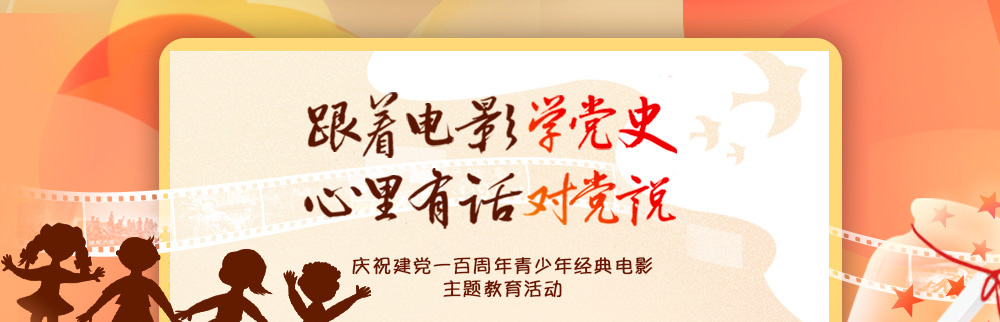 跟着电影学党史
心里有话对党说
庆祝建党一百周年青少年经典电影
主题教育活动